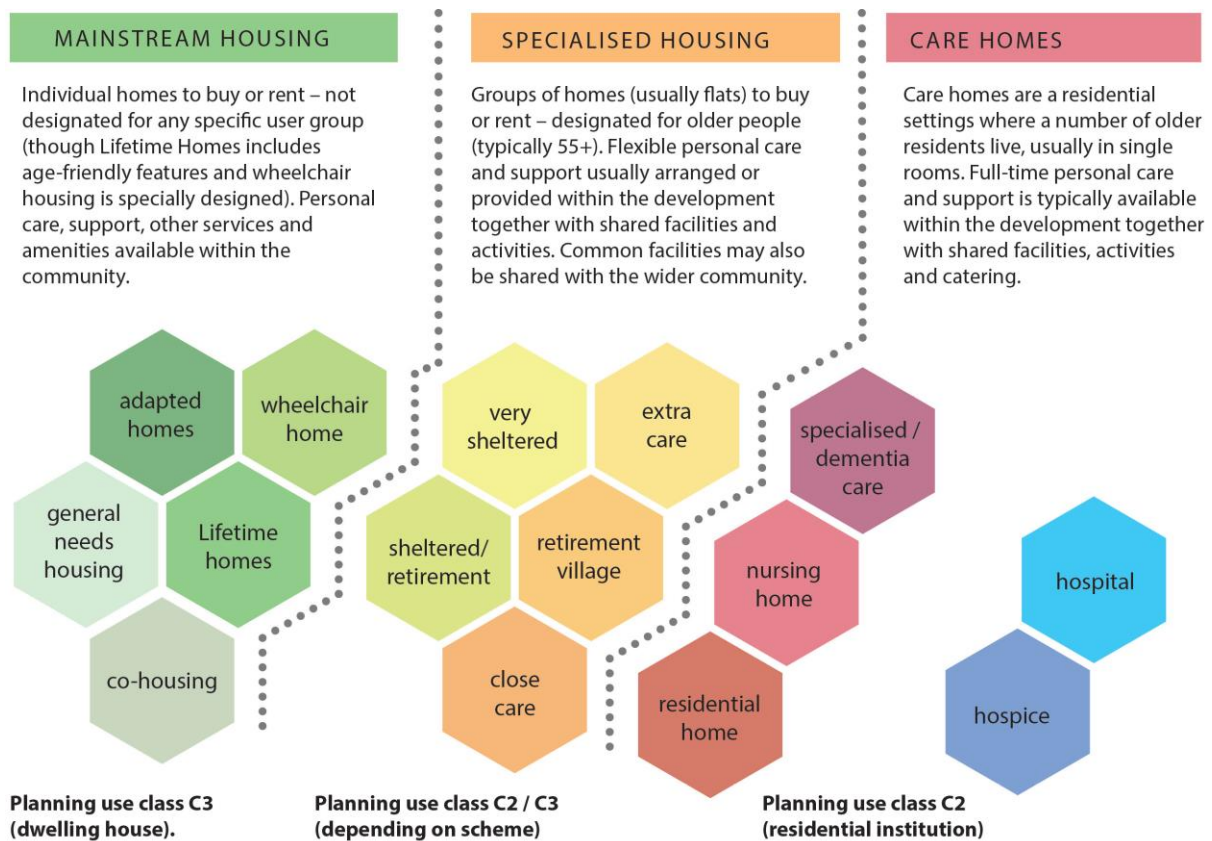 MAINSTREAM HOUSING
Individual homes to buy or rent – not
designated for any specific user group
(though Lifetime Homes includes
age-friendly features and wheelchair
housing is specially designed). Personal
care, support, other services and
amenities available within the
community.
SPECIALISED HOUSING
Groups of homes (usually flats) to buy
or rent – designated for older people
(typically 55+). Flexible personal care
and support usually arranged or
provided within the development
together with shared facilities and
activities. Common facilities may also
be shared with the wider community.
CARE HOMES
Care homes are a residential
settings where a number of older
residents live, usually in single
rooms. Full-time personal care
and support is typically available
within the development together
with shared facilities, activities
and catering.
adapted
homes
wheelchair
home
general
needs
housing
Lifetime
homes
co-housing
very
sheltered
extra
care
sheltered/
retirement
retirement
village
close
care
specialised /
dementia
care
nursing
home
residential
home
hospital
hospice
Planning use class C3
(dwelling house).
Planning use class C2 / C3
(depending on scheme)
Planning use class C2
(residential institution)